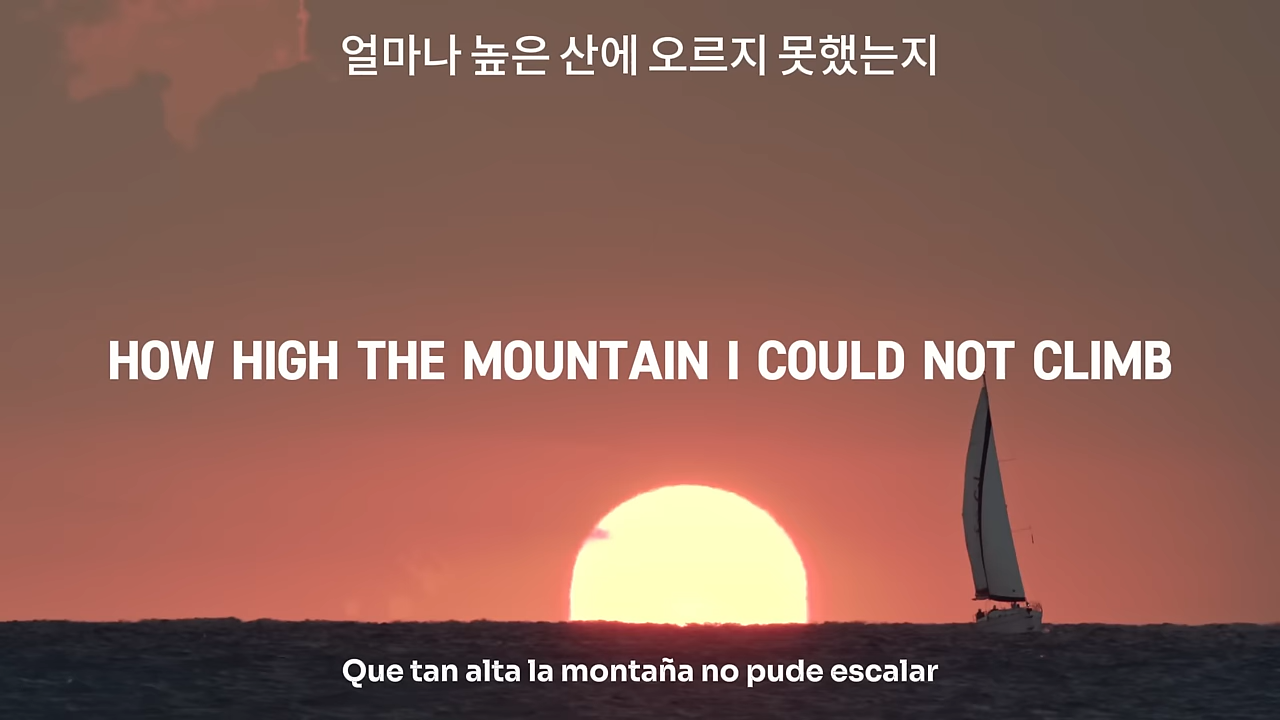 얼마나 높은 산에 오르지 못했는지
HOW HIGH THE MOUNTAIN I COULD NOT CLIMB
Que tan alta la montaña no pude escalar